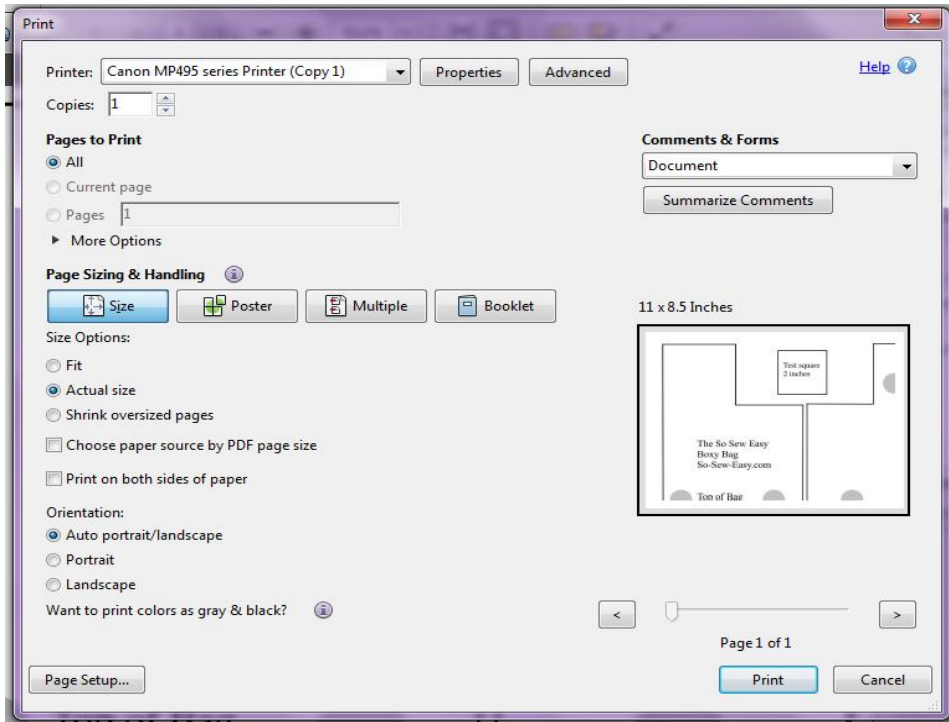 Print
Printer: Canon MP495 series Printer (Copy 1) Properties Advanced Help
Copies: 1
Pages to Print
All
Current page
Pages 1
More Options
Comments & Forms
Document
Summarize Comments
Page Sizing & Handling
Size Poster Multiple Booklet
Size Options:
Fit
Actual size
Shrink oversized pages
Choose paper source by PDF page size
Print on both sides of paper
Orientation:
Auto portrait/landscape
Portrait
Landscape
Want to print colors as gray & black?
11 x 8.5 Inches
Test square
2 inches
The So Sew Easy
Boxy Bag
So-Sew-Easy.com
Top of Bag
< >
Page 1 of 1
Page Setup... Print Cancel